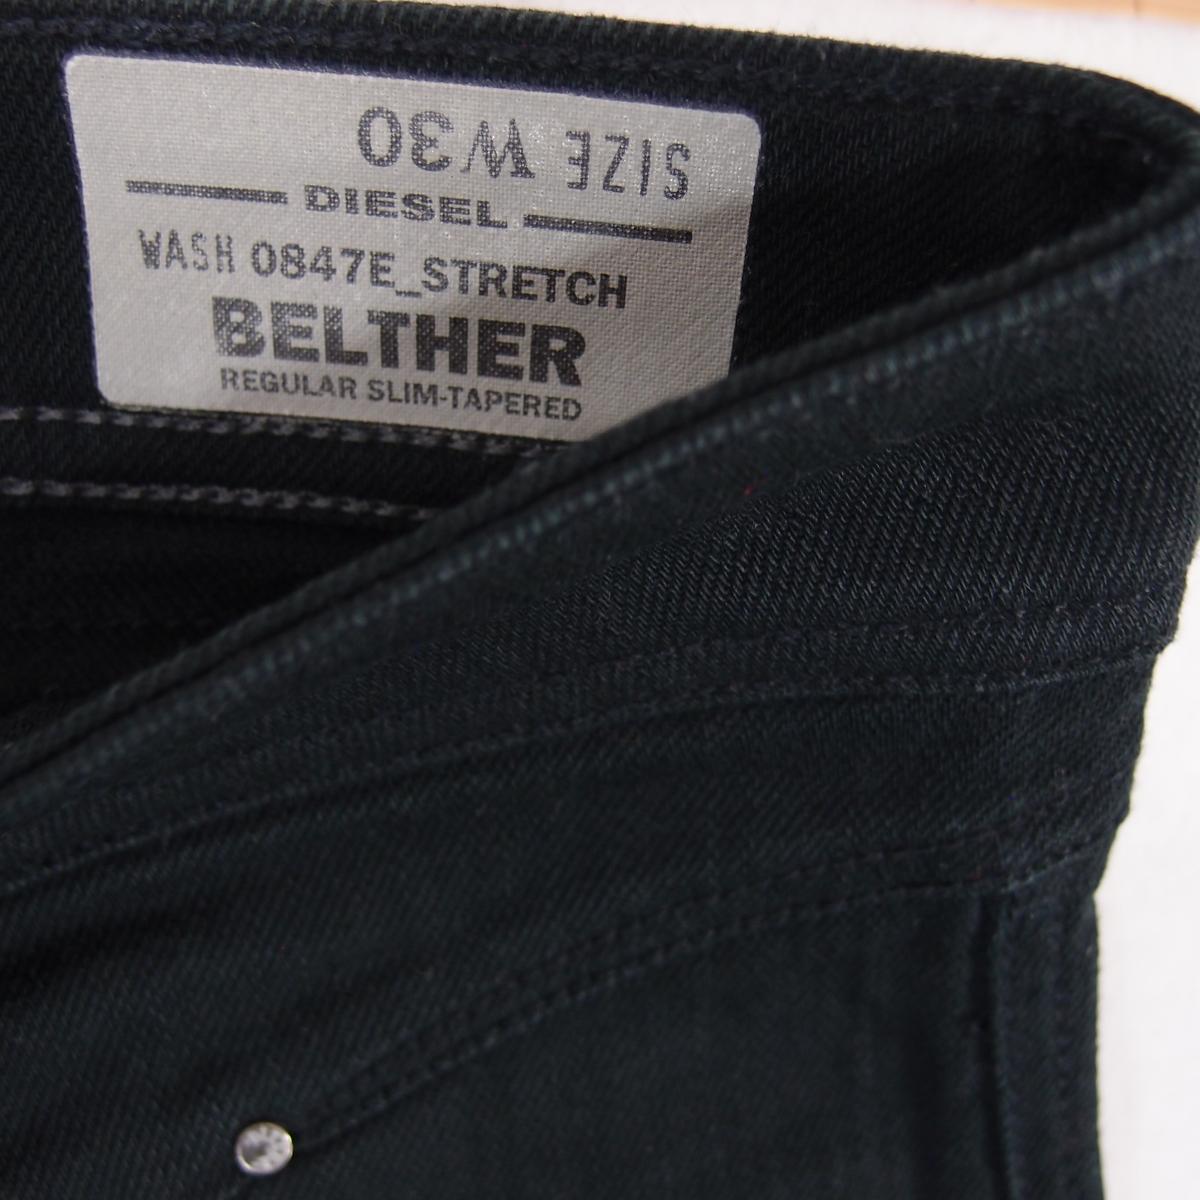 SIZE W30
DIESEL
WASH 0847E_STRETCH
BELTHER
REGULAR SLIM-TAPERED